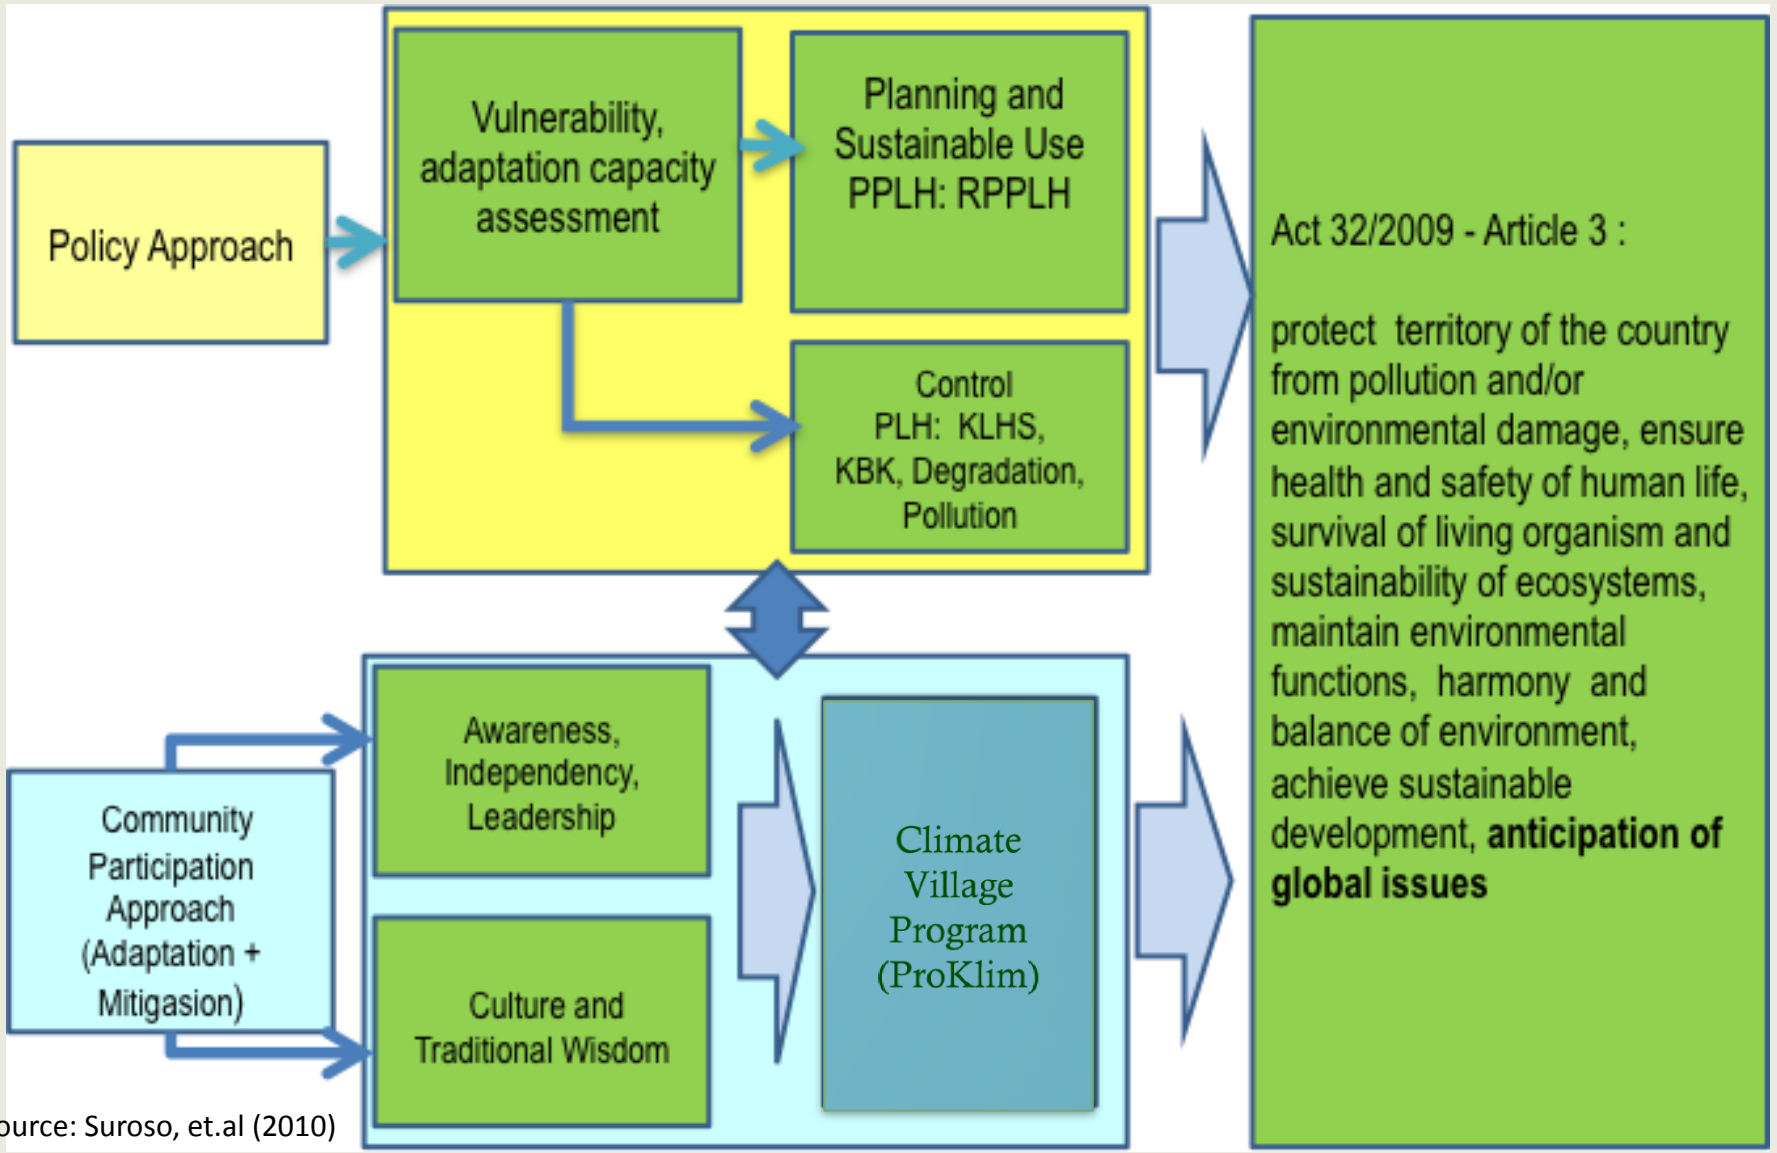 Policy Approach
Vulnerability,
adaptation capacity
assessment
Planning and
Sustainable Use
PPLH: RPPLH
Control
PLH: KLHS,
KBK, Degradation,
Pollution
Community
Participation
Approach
(Adaptation +
Mitigasion)
Awareness,
Independency,
Leadership
Culture and
Traditional Wisdom
Climate
Village
Program
(ProKlim)
Act 32/2009 - Article 3 :
protect territory of the country
from pollution and/or
environmental damage, ensure
health and safety of human life,
survival of living organism and
sustainability of ecosystems,
maintain environmental
functions, harmony and
balance of environment,
achieve sustainable
development, anticipation of
global issues
ource: Suroso, et.al (2010)